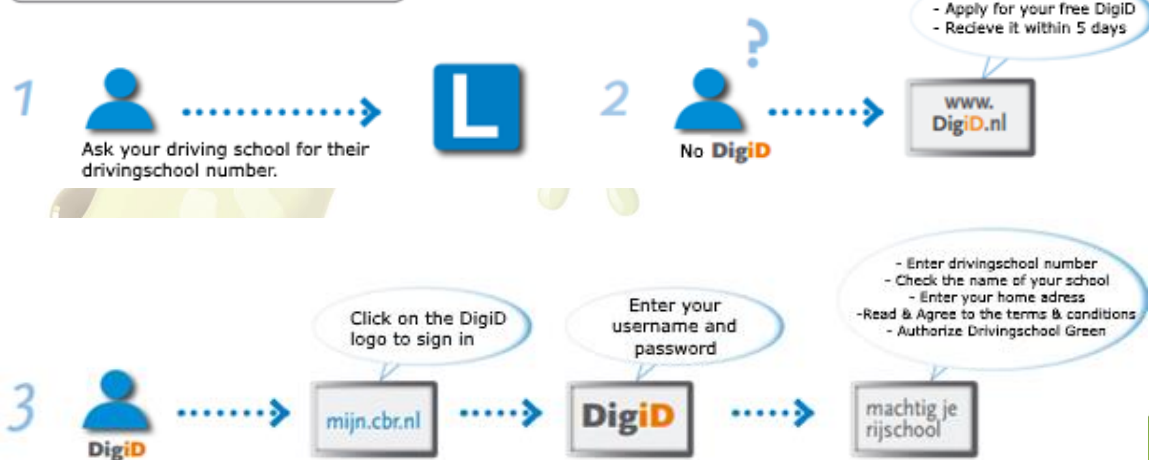 1
Ask your driving school for their
drivingschool number.
L
2
?
No DigiD
- Apply for your free DigiD
- Recieve it within 5 days
www.
DigiD.nl
3
DigiD
Click on the DigiD
logo to sign in
mijn.cbr.nl
Enter your
username and
password
DigiD
- Enter drivingschool number
- Check the name of your school
- Enter your home adress
-Read & Agree to the terms & conditions
- Authorize Drivingschool Green
machtig je
rijschool